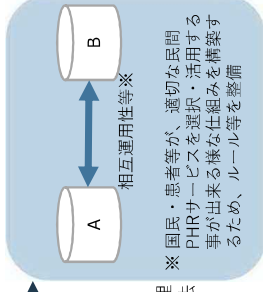 A
B
相互運用性等※
※ 国民・患者等が、適切な民間
PHRサービスを選択・活用する
事が出来る様な仕組みを構築す
るため、ルール等を整備